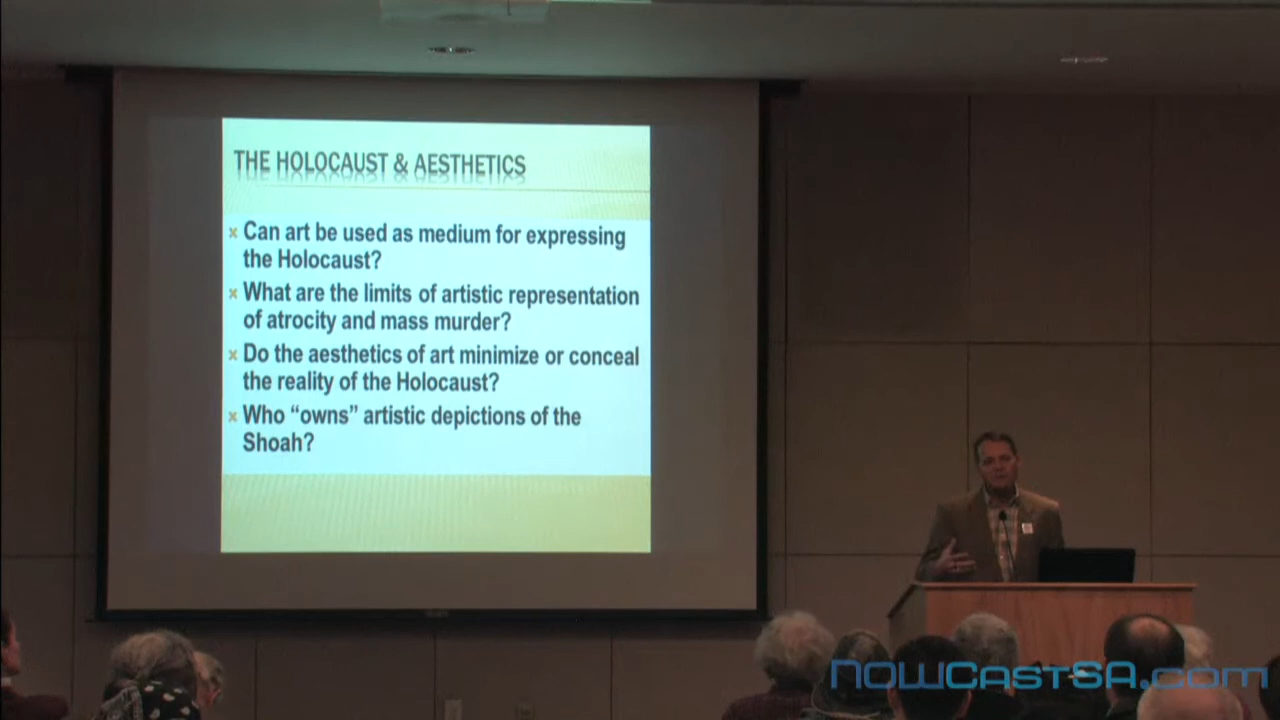 THE HOLOCAUST & AESTHETICS
× Can art be used as medium for expressing
the Holocaust?
× What are the limits of artistic representation
of atrocity and mass murder?
× Do the aesthetics of art minimize or conceal
the reality of the Holocaust?
× Who “owns” artistic depictions of the
Shoah?
NOWCASTSA.com